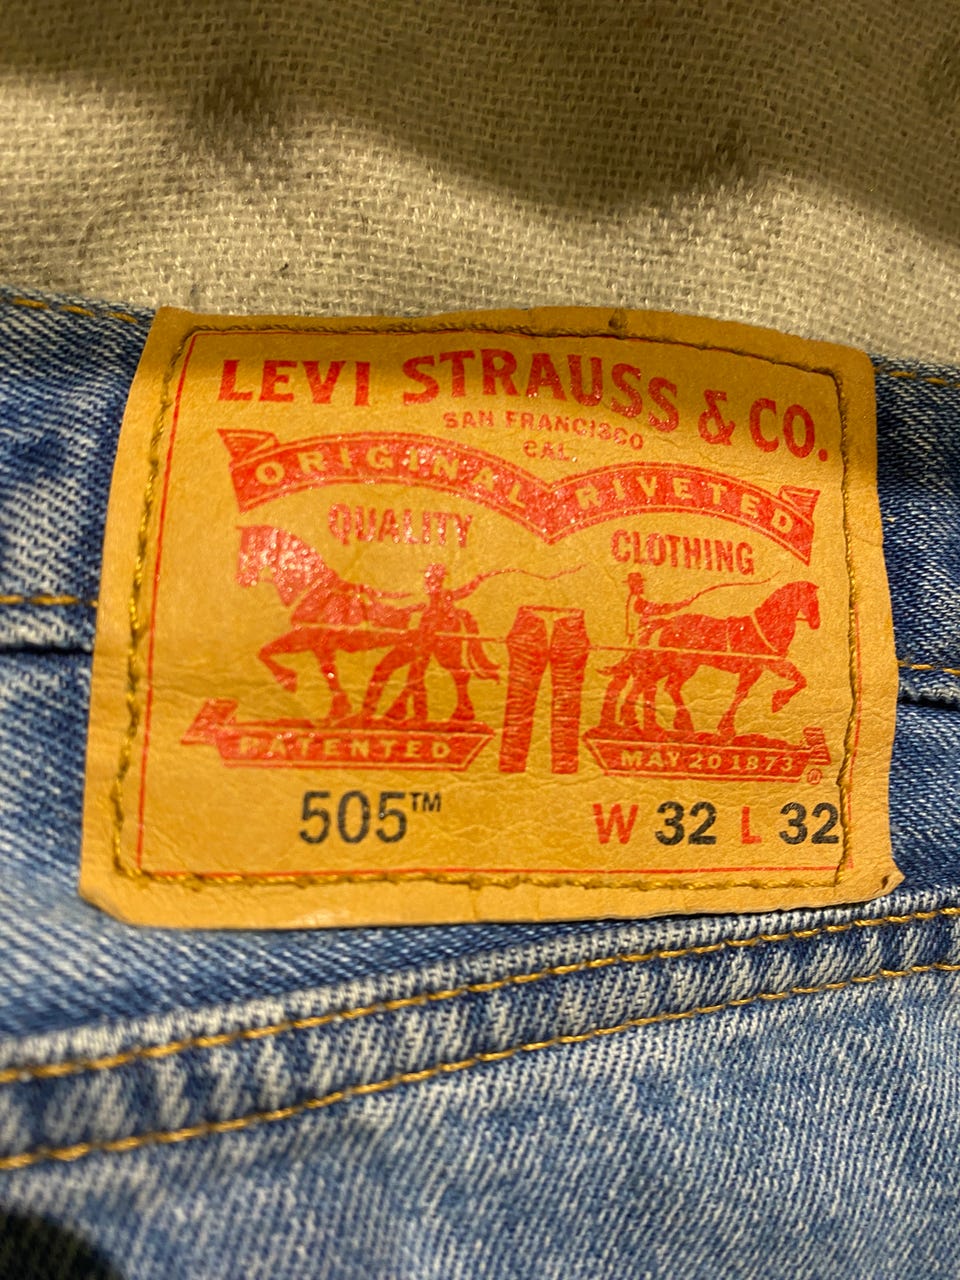 LEVI STRAUSS & CO.
SAN FRANCISCO
CAL.
ORIGINAL RIVETED
QUALITY CLOTHING
PATENTED MAY 20 1873 ®
505™ W 32 L 32